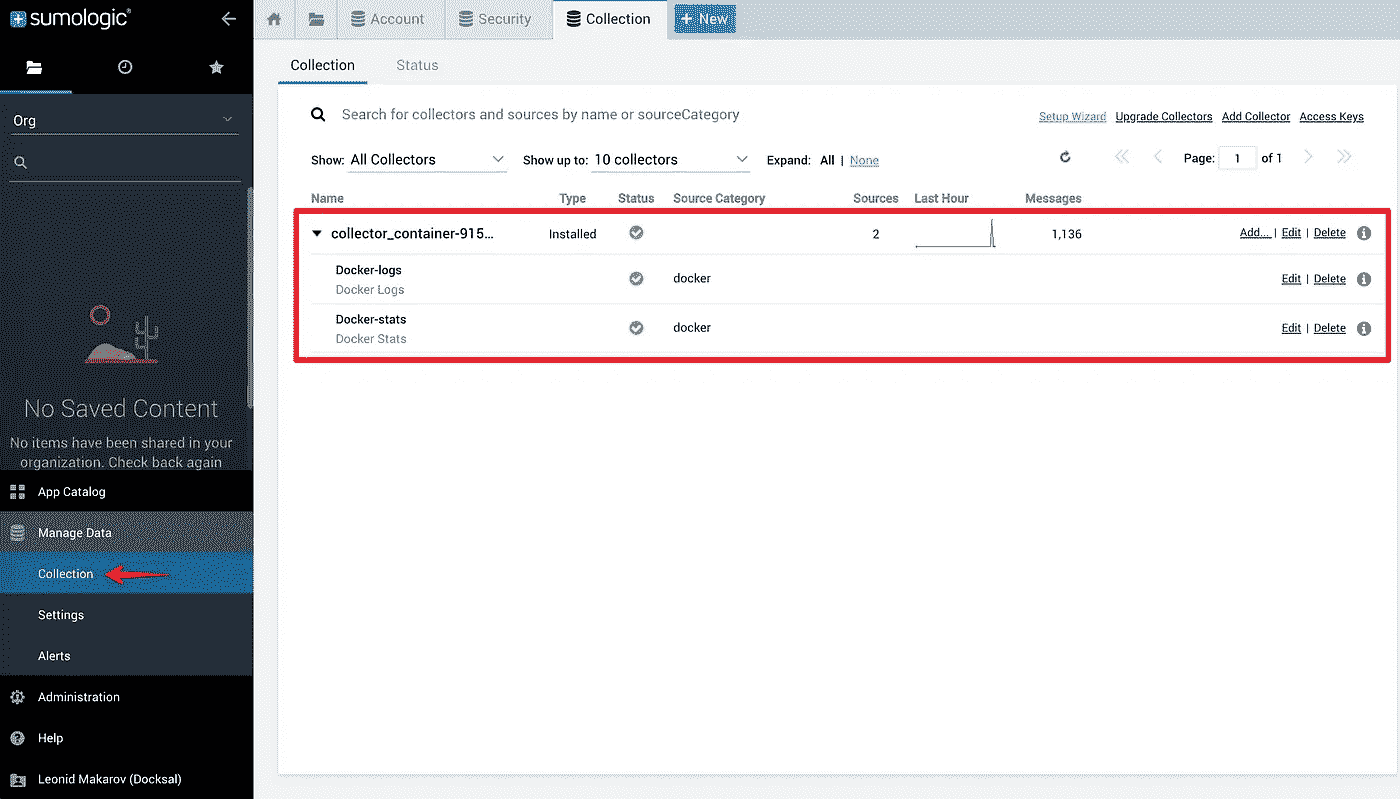 sumologic®
Account
Security
Collection
+ New
Collection
Status
Org
Search for collectors and sources by name or sourceCategory
Setup Wizard
Upgrade Collectors
Add Collector
Access Keys
Show: All Collectors
Show up to: 10 collectors
Expand: All | None
Page: 1 of 1
Name Type Status Source Category Sources Last Hour Messages
collector_container-915... Installed 2 1,136 Add... | Edit | Delete
Docker-logs
Docker Logs
docker
Edit | Delete
Docker-stats
Docker Stats
docker
Edit | Delete
No Saved Content
No items have been shared in your
organization. Check back again
App Catalog
Manage Data
Collection
Settings
Alerts
Administration
Help
Leonid Makarov (Docksal)